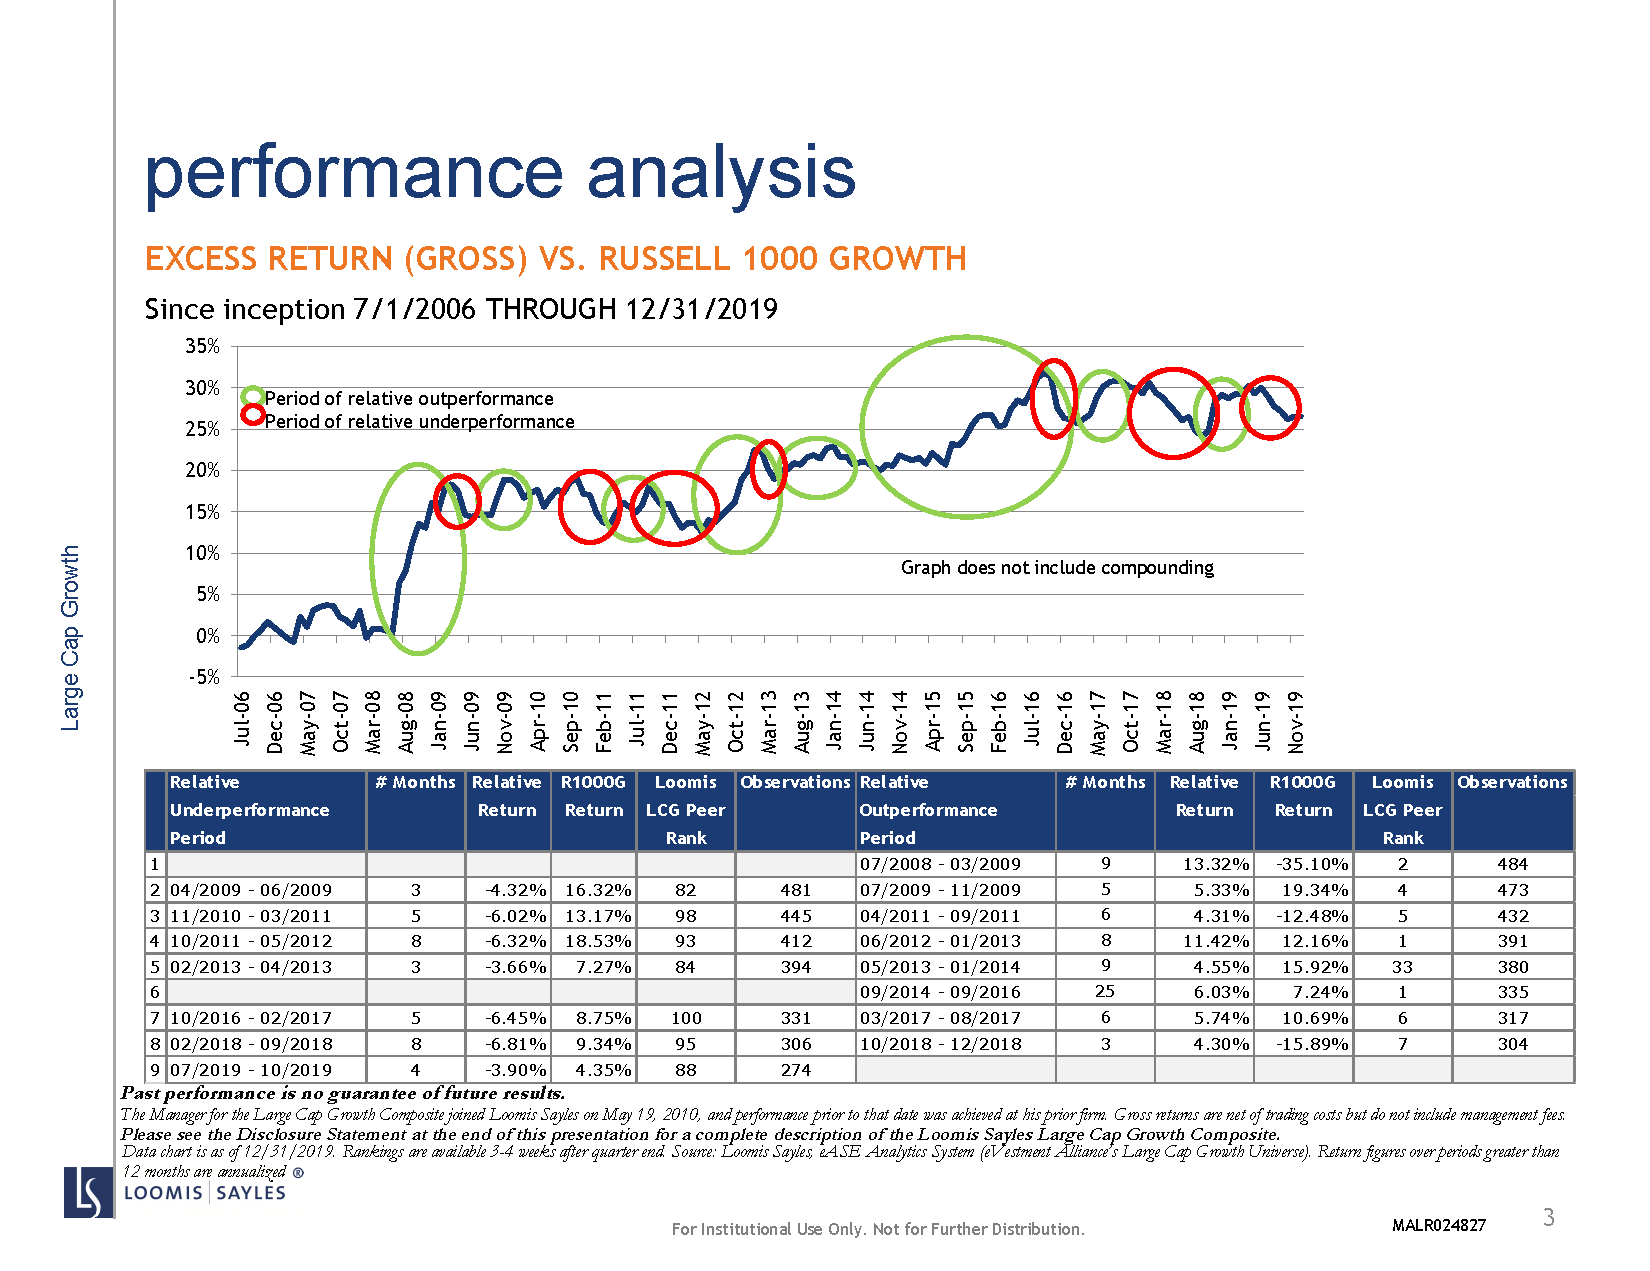 performance analysis
EXCESS RETURN (GROSS) VS. RUSSELL 1000 GROWTH
Since inception 7/1/2006 THROUGH 12/31/2019
35%
30%
25%
20%
15%
10%
5%
0%
-5%
Period of relative outperformance
Period of relative underperformance
Graph does not include compounding
Jul-06 Dec-06 May-07 Oct-07 Mar-08 Aug-08 Jan-09 Jun-09 Nov-09 Apr-10 Sep-10 Feb-11 Jul-11 Dec-11 May-12 Oct-12 Mar-13 Aug-13 Jan-14 Jun-14 Nov-14 Apr-15 Sep-15 Feb-16 Jul-16 Dec-16 May-17 Oct-17 Mar-18 Aug-18 Jan-19 Jun-19 Nov-19
Large Cap Growth
Relative # Months Relative R1000G Loomis Observations Relative # Months Relative R1000G Loomis Observations
Underperformance Return Return LCG Peer Outperformance Return Return LCG Peer
Period Rank Period Rank
1 07/2008 - 03/2009 9 13.32% -35.10% 2 484
2 04/2009 - 06/2009 3 -4.32% 16.32% 82 481 07/2009 - 11/2009 5 5.33% 19.34% 4 473
3 11/2010 - 03/2011 5 -6.02% 13.17% 98 445 04/2011 - 09/2011 6 4.31% -12.48% 5 432
4 10/2011 - 05/2012 8 -6.32% 18.53% 93 412 06/2012 - 01/2013 8 11.42% 12.16% 1 391
5 02/2013 - 04/2013 3 -3.66% 7.27% 84 394 05/2013 - 01/2014 9 4.55% 15.92% 33 380
6 09/2014 - 09/2016 25 6.03% 7.24% 1 335
7 10/2016 - 02/2017 5 -6.45% 8.75% 100 331 03/2017 - 08/2017 6 5.74% 10.69% 6 317
8 02/2018 - 09/2018 8 -6.81% 9.34% 95 306 10/2018 - 12/2018 3 4.30% -15.89% 7 304
9 07/2019 - 10/2019 4 -3.90% 4.35% 88 274
Past performance is no guarantee of future results.
The Manager for the Large Cap Growth Composite joined Loomis Sayles on May 19, 2010, and performance prior to that date was achieved at his prior firm. Gross returns are net of trading costs but do not include management fees.
Please see the Disclosure Statement at the end of this presentation for a complete description of the Loomis Sayles Large Cap Growth Composite.
Data chart is as of 12/31/2019. Rankings are available 3-4 weeks after quarter end. Source: Loomis Sayles, eASE Analytics System (eVestment Alliance's Large Cap Growth Universe). Return figures over periods greater than
12 months are annualized
LS LOOMIS | SAYLES ®
For Institutional Use Only. Not for Further Distribution.
MALR024827
3